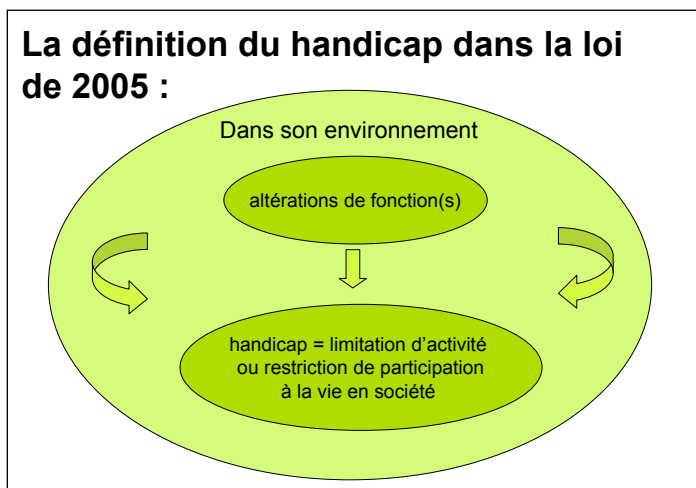 La définition du handicap dans la loi
de 2005 :
Dans son environnement
altérations de fonction(s)
handicap = limitation d’activité
ou restriction de participation
à la vie en société